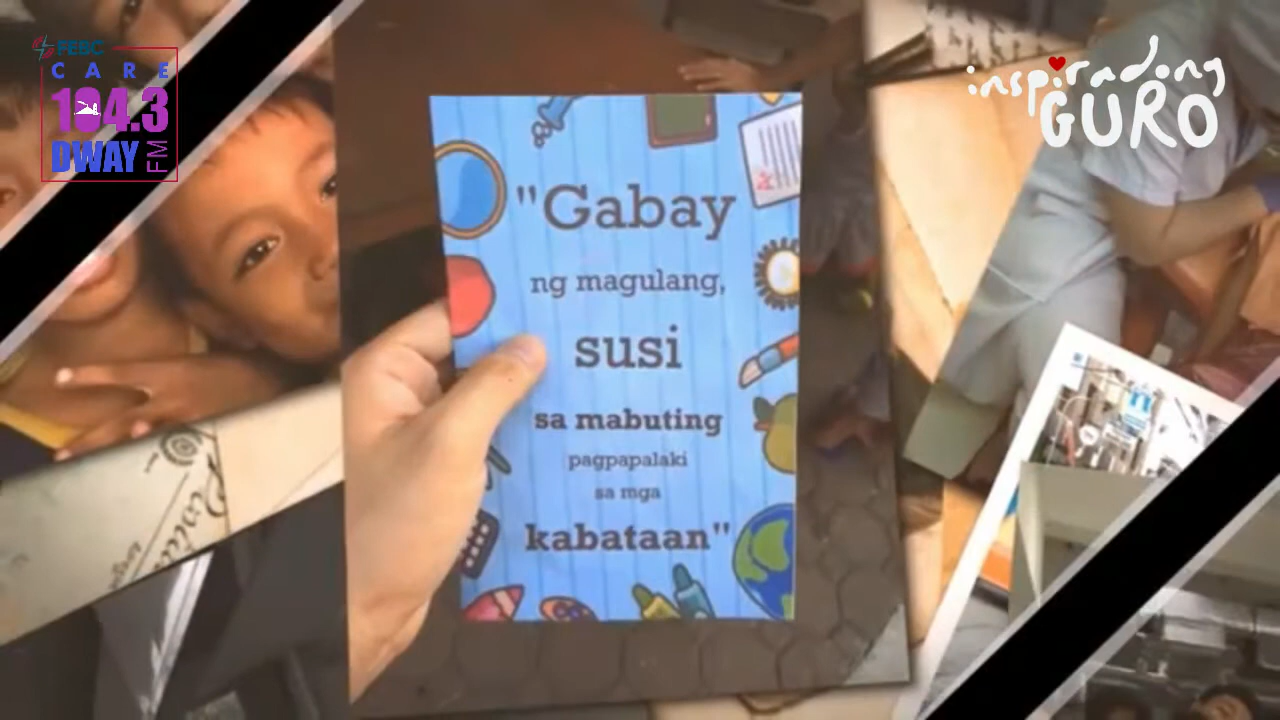 FEBC
CARE
104.3
DWAY FM
inspiradong
GURO
"Gabay
ng magulang,
susi
sa mabuting
pagpapalaki
sa mga
kabataan"